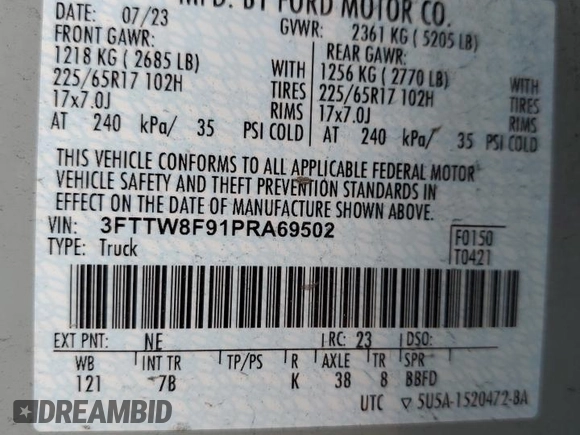 MFD. BY FORD MOTOR CO.
DATE: 07/23 GVWR: 2361 KG ( 5205 LB)
FRONT GAWR: REAR GAWR:
1218 KG ( 2685 LB) WITH 1256 KG ( 2770 LB) WITH
225/65R17 102H TIRES 225/65R17 102H TIRES
17x7.0J RIMS 17x7.0J RIMS
AT 240 kPa/ 35 PSI COLD AT 240 kPa/ 35 PSI COLD
THIS VEHICLE CONFORMS TO ALL APPLICABLE FEDERAL MOTOR
VEHICLE SAFETY AND THEFT PREVENTION STANDARDS IN
EFFECT ON THE DATE OF MANUFACTURE SHOWN ABOVE.
VIN: 3FTTW8F91PRA69502 F0150
TYPE: Truck T0421
EXT PNT: NE RC: 23 DSO:
WB INT TR TP/PS R AXLE TR SPR
121 7B K 38 8 BBFD
UTC ▽ 5U5A-1520472-BA
DREAMBID